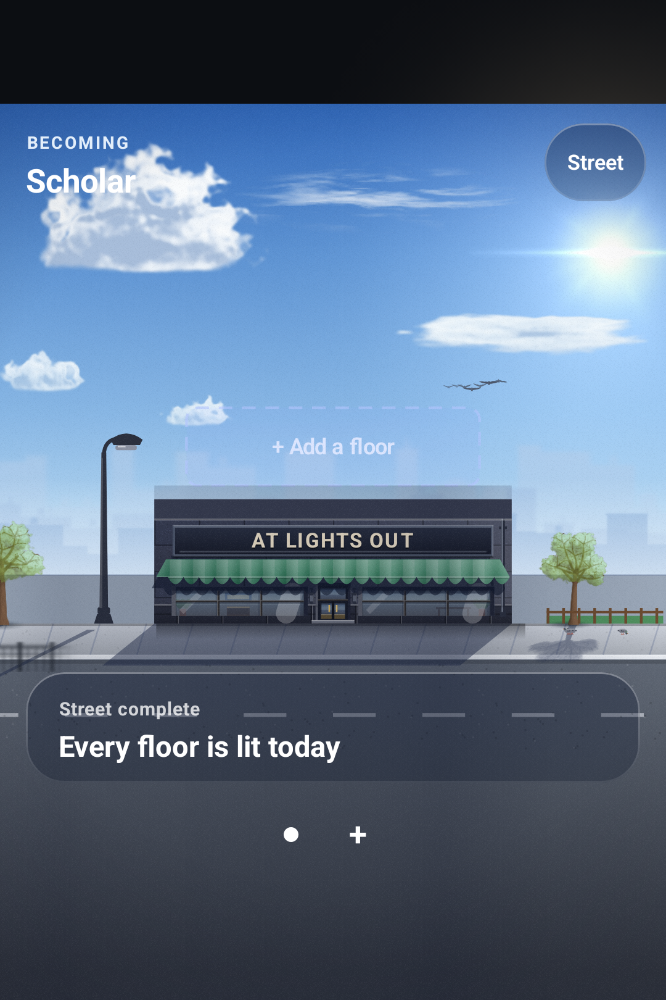 BECOMING
Scholar
Street
+ Add a floor
AT LIGHTS OUT
Street complete
Every floor is lit today
+